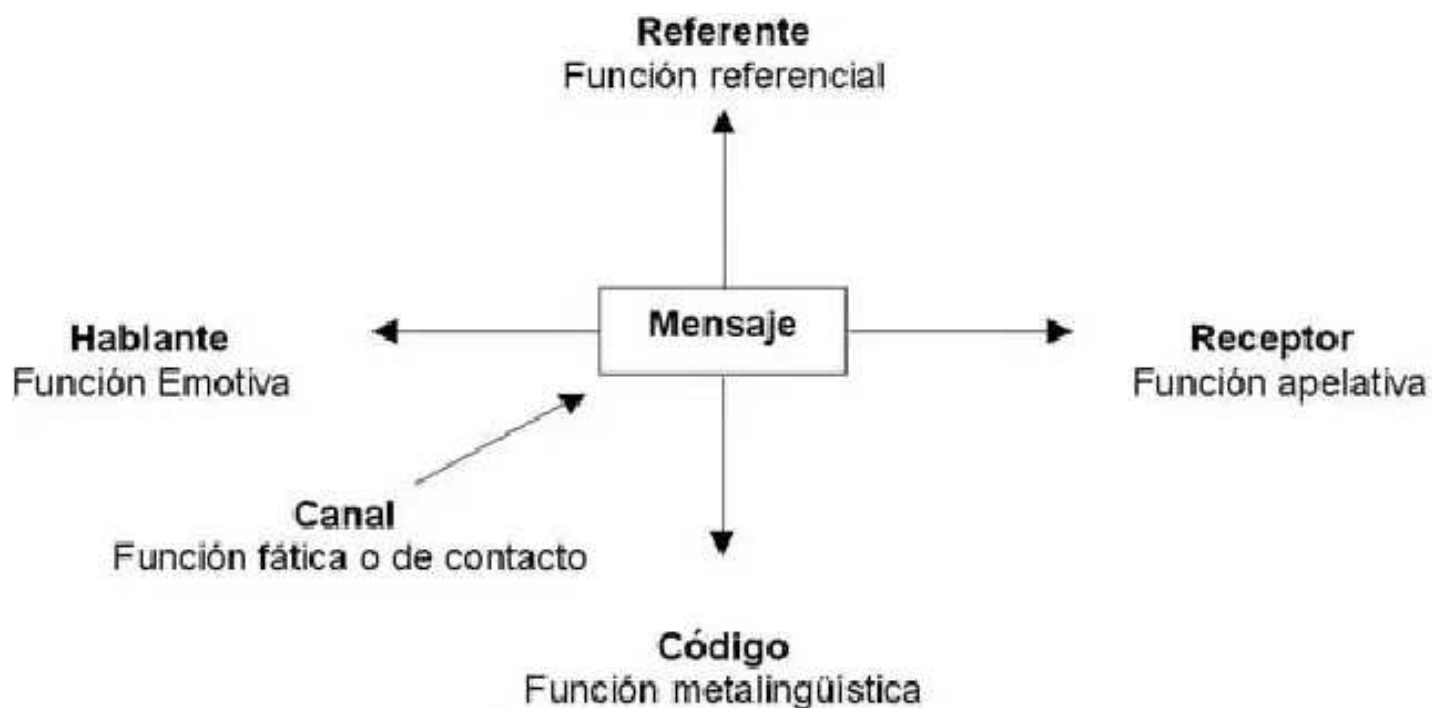 Referente
Función referencial
Mensaje
Hablante
Función Emotiva
Receptor
Función apelativa
Canal
Función fática o de contacto
Código
Función metalingüística